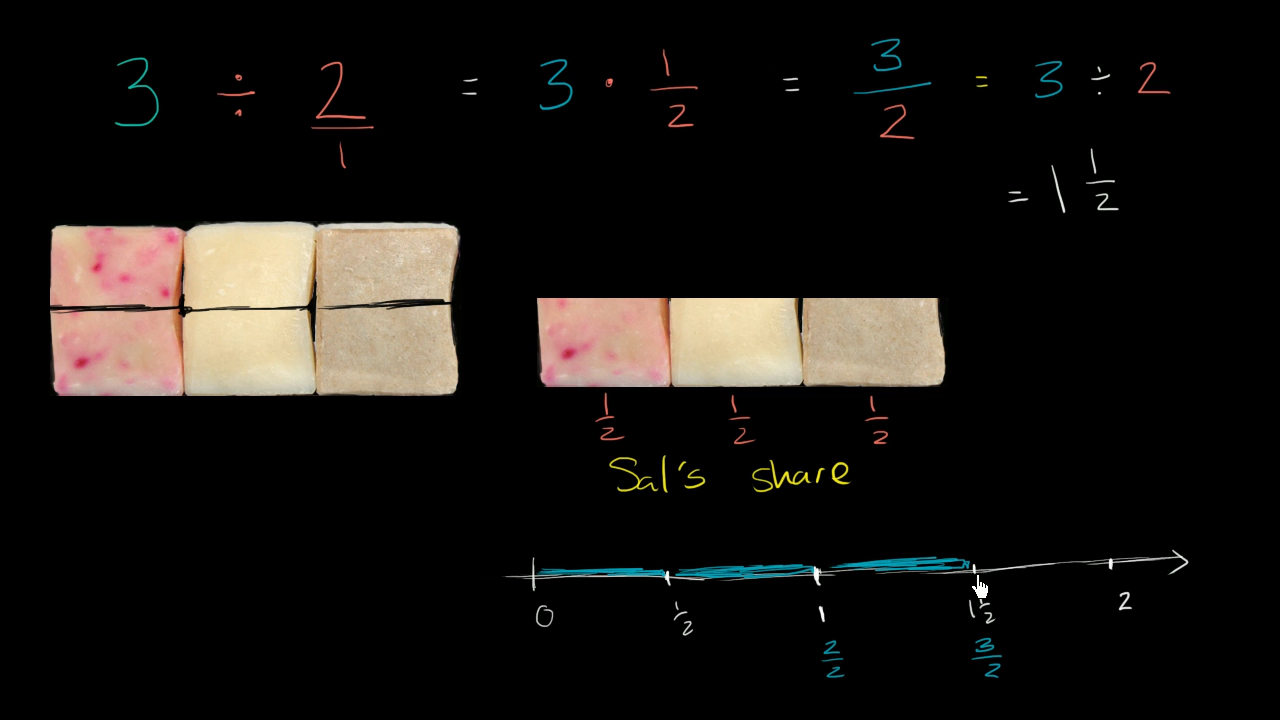 3 ÷ 2/1 = 3 · 1/2 = 3/2 = 3 ÷ 2
= 1 1/2
1/2 1/2 1/2
Sal's share
0 1/2 1 1 1/2 2
2/2 3/2